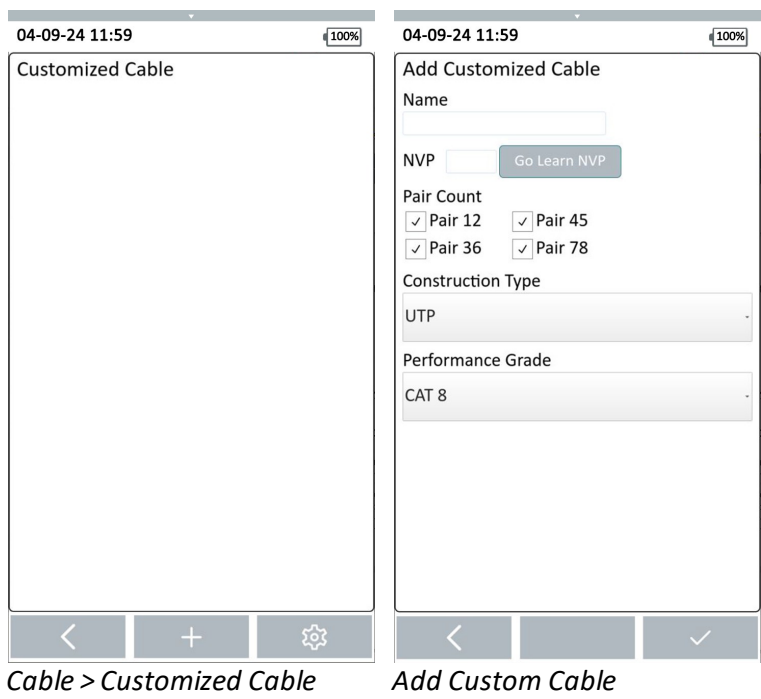 04-09-24 11:59
100%
Customized Cable
04-09-24 11:59
100%
Add Customized Cable
Name
NVP Go Learn NVP
Pair Count
Pair 12 Pair 45
Pair 36 Pair 78
Construction Type
UTP
Performance Grade
CAT 8
Cable > Customized Cable
Add Custom Cable